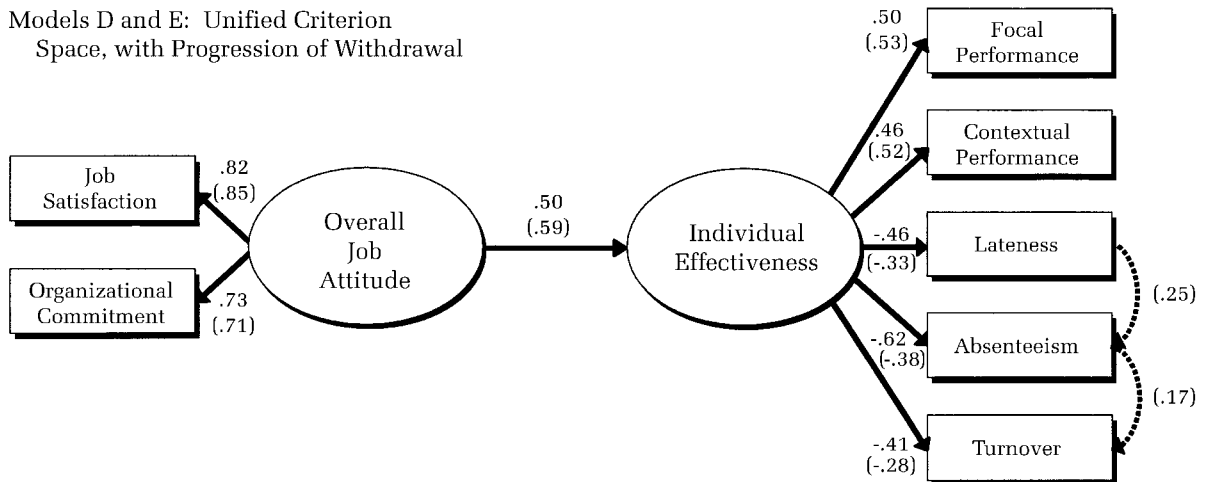 Models D and E: Unified Criterion
Space, with Progression of Withdrawal
Job
Satisfaction
.82
(.85)
Organizational
Commitment
.73
(.71)
Overall
Job
Attitude
.50
(.59)
Individual
Effectiveness
.50
(.53)
Focal
Performance
.46
(.52)
Contextual
Performance
-.46
(-.33)
Lateness
-.62
(-.38)
Absenteeism
-.41
(-.28)
Turnover
(.25)
(.17)